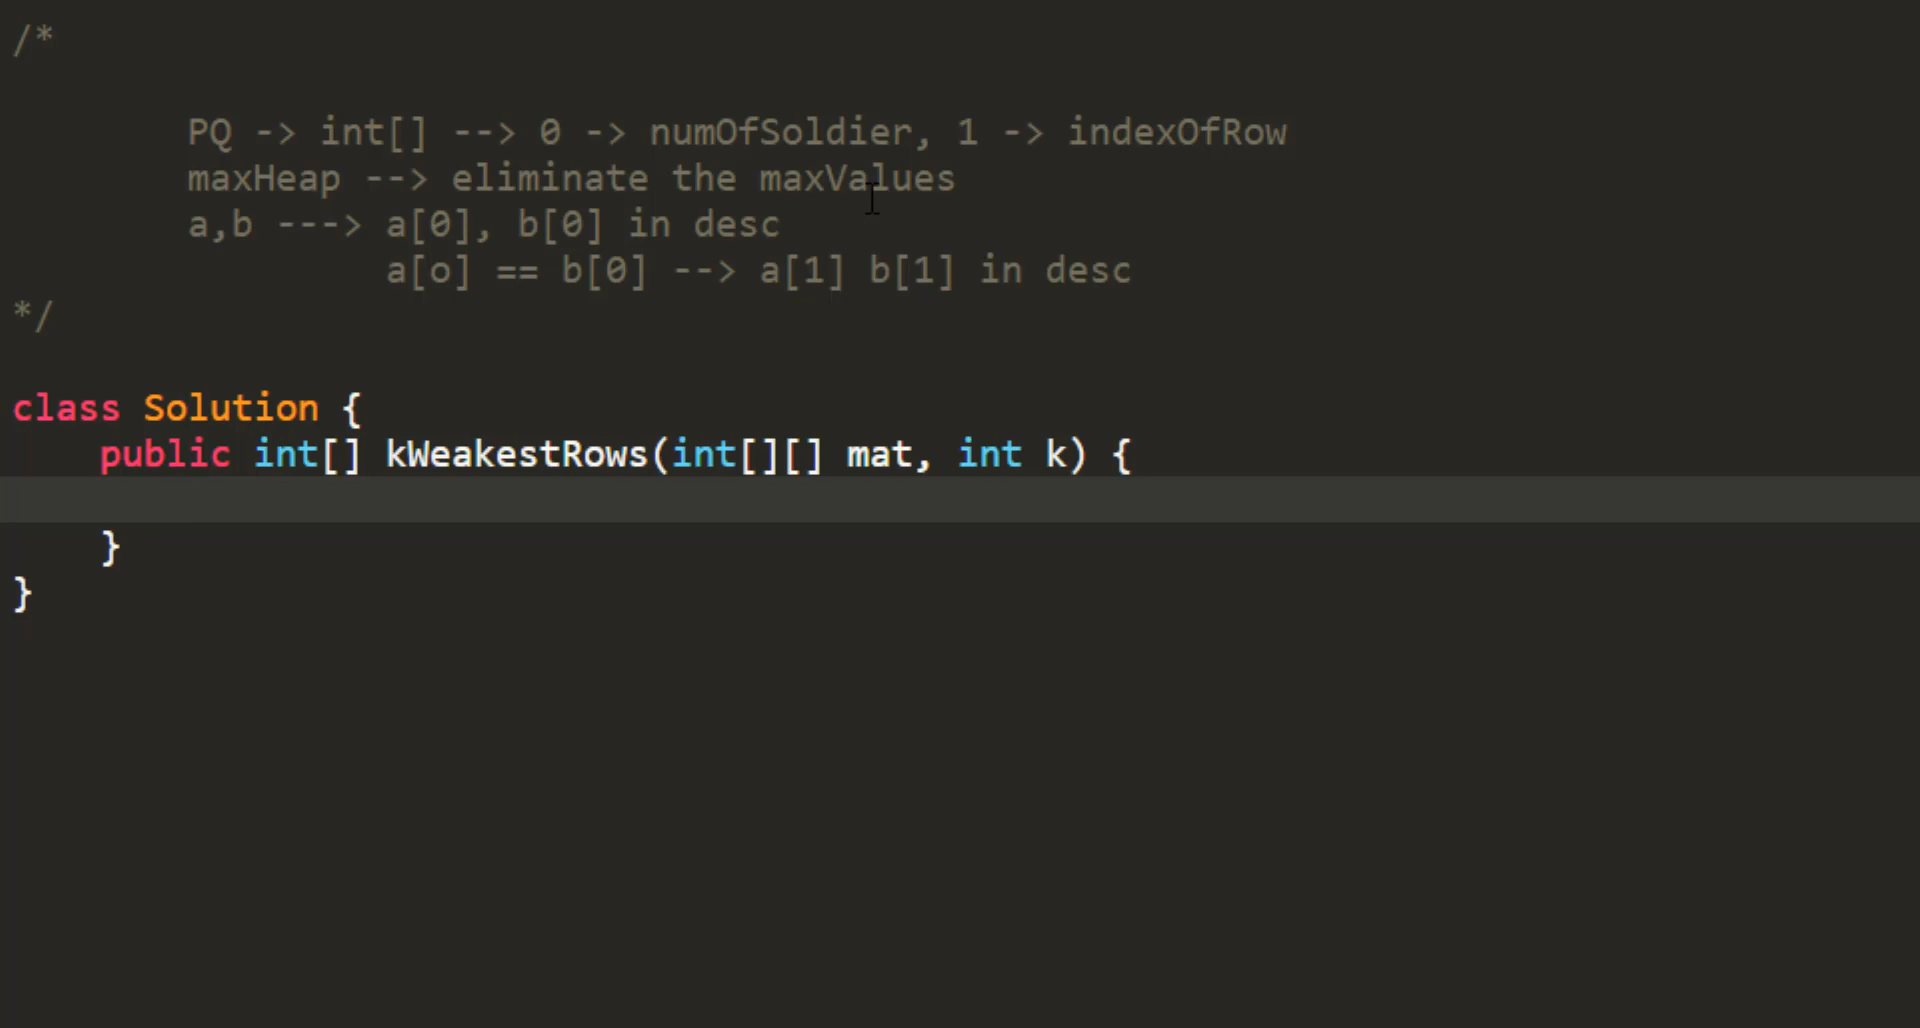 /*
PQ -> int[] --> 0 -> numOfSoldier, 1 -> indexOfRow
maxHeap --> eliminate the maxValues
a,b ---> a[0], b[0] in desc
a[o] == b[0] --> a[1] b[1] in desc
*/
class Solution {
public int[] kWeakestRows(int[][] mat, int k) {
}
}